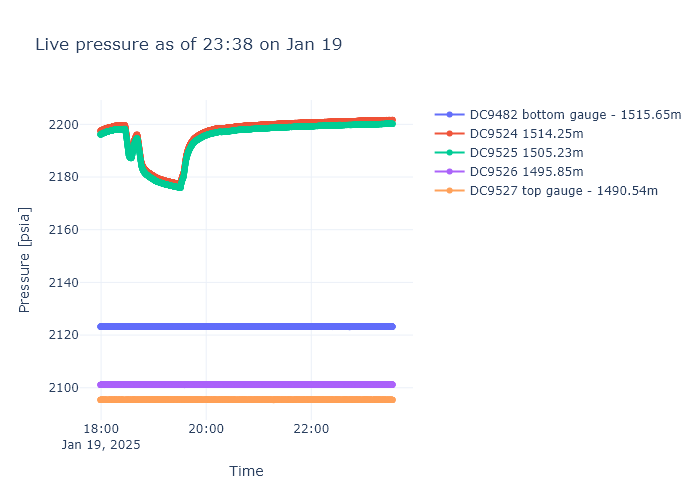 Live pressure as of 23:38 on Jan 19
DC9482 bottom gauge - 1515.65m
DC9524 1514.25m
DC9525 1505.23m
DC9526 1495.85m
DC9527 top gauge - 1490.54m
Pressure [psia]
2200
2180
2160
2140
2120
2100
18:00
20:00
22:00
Jan 19, 2025
Time